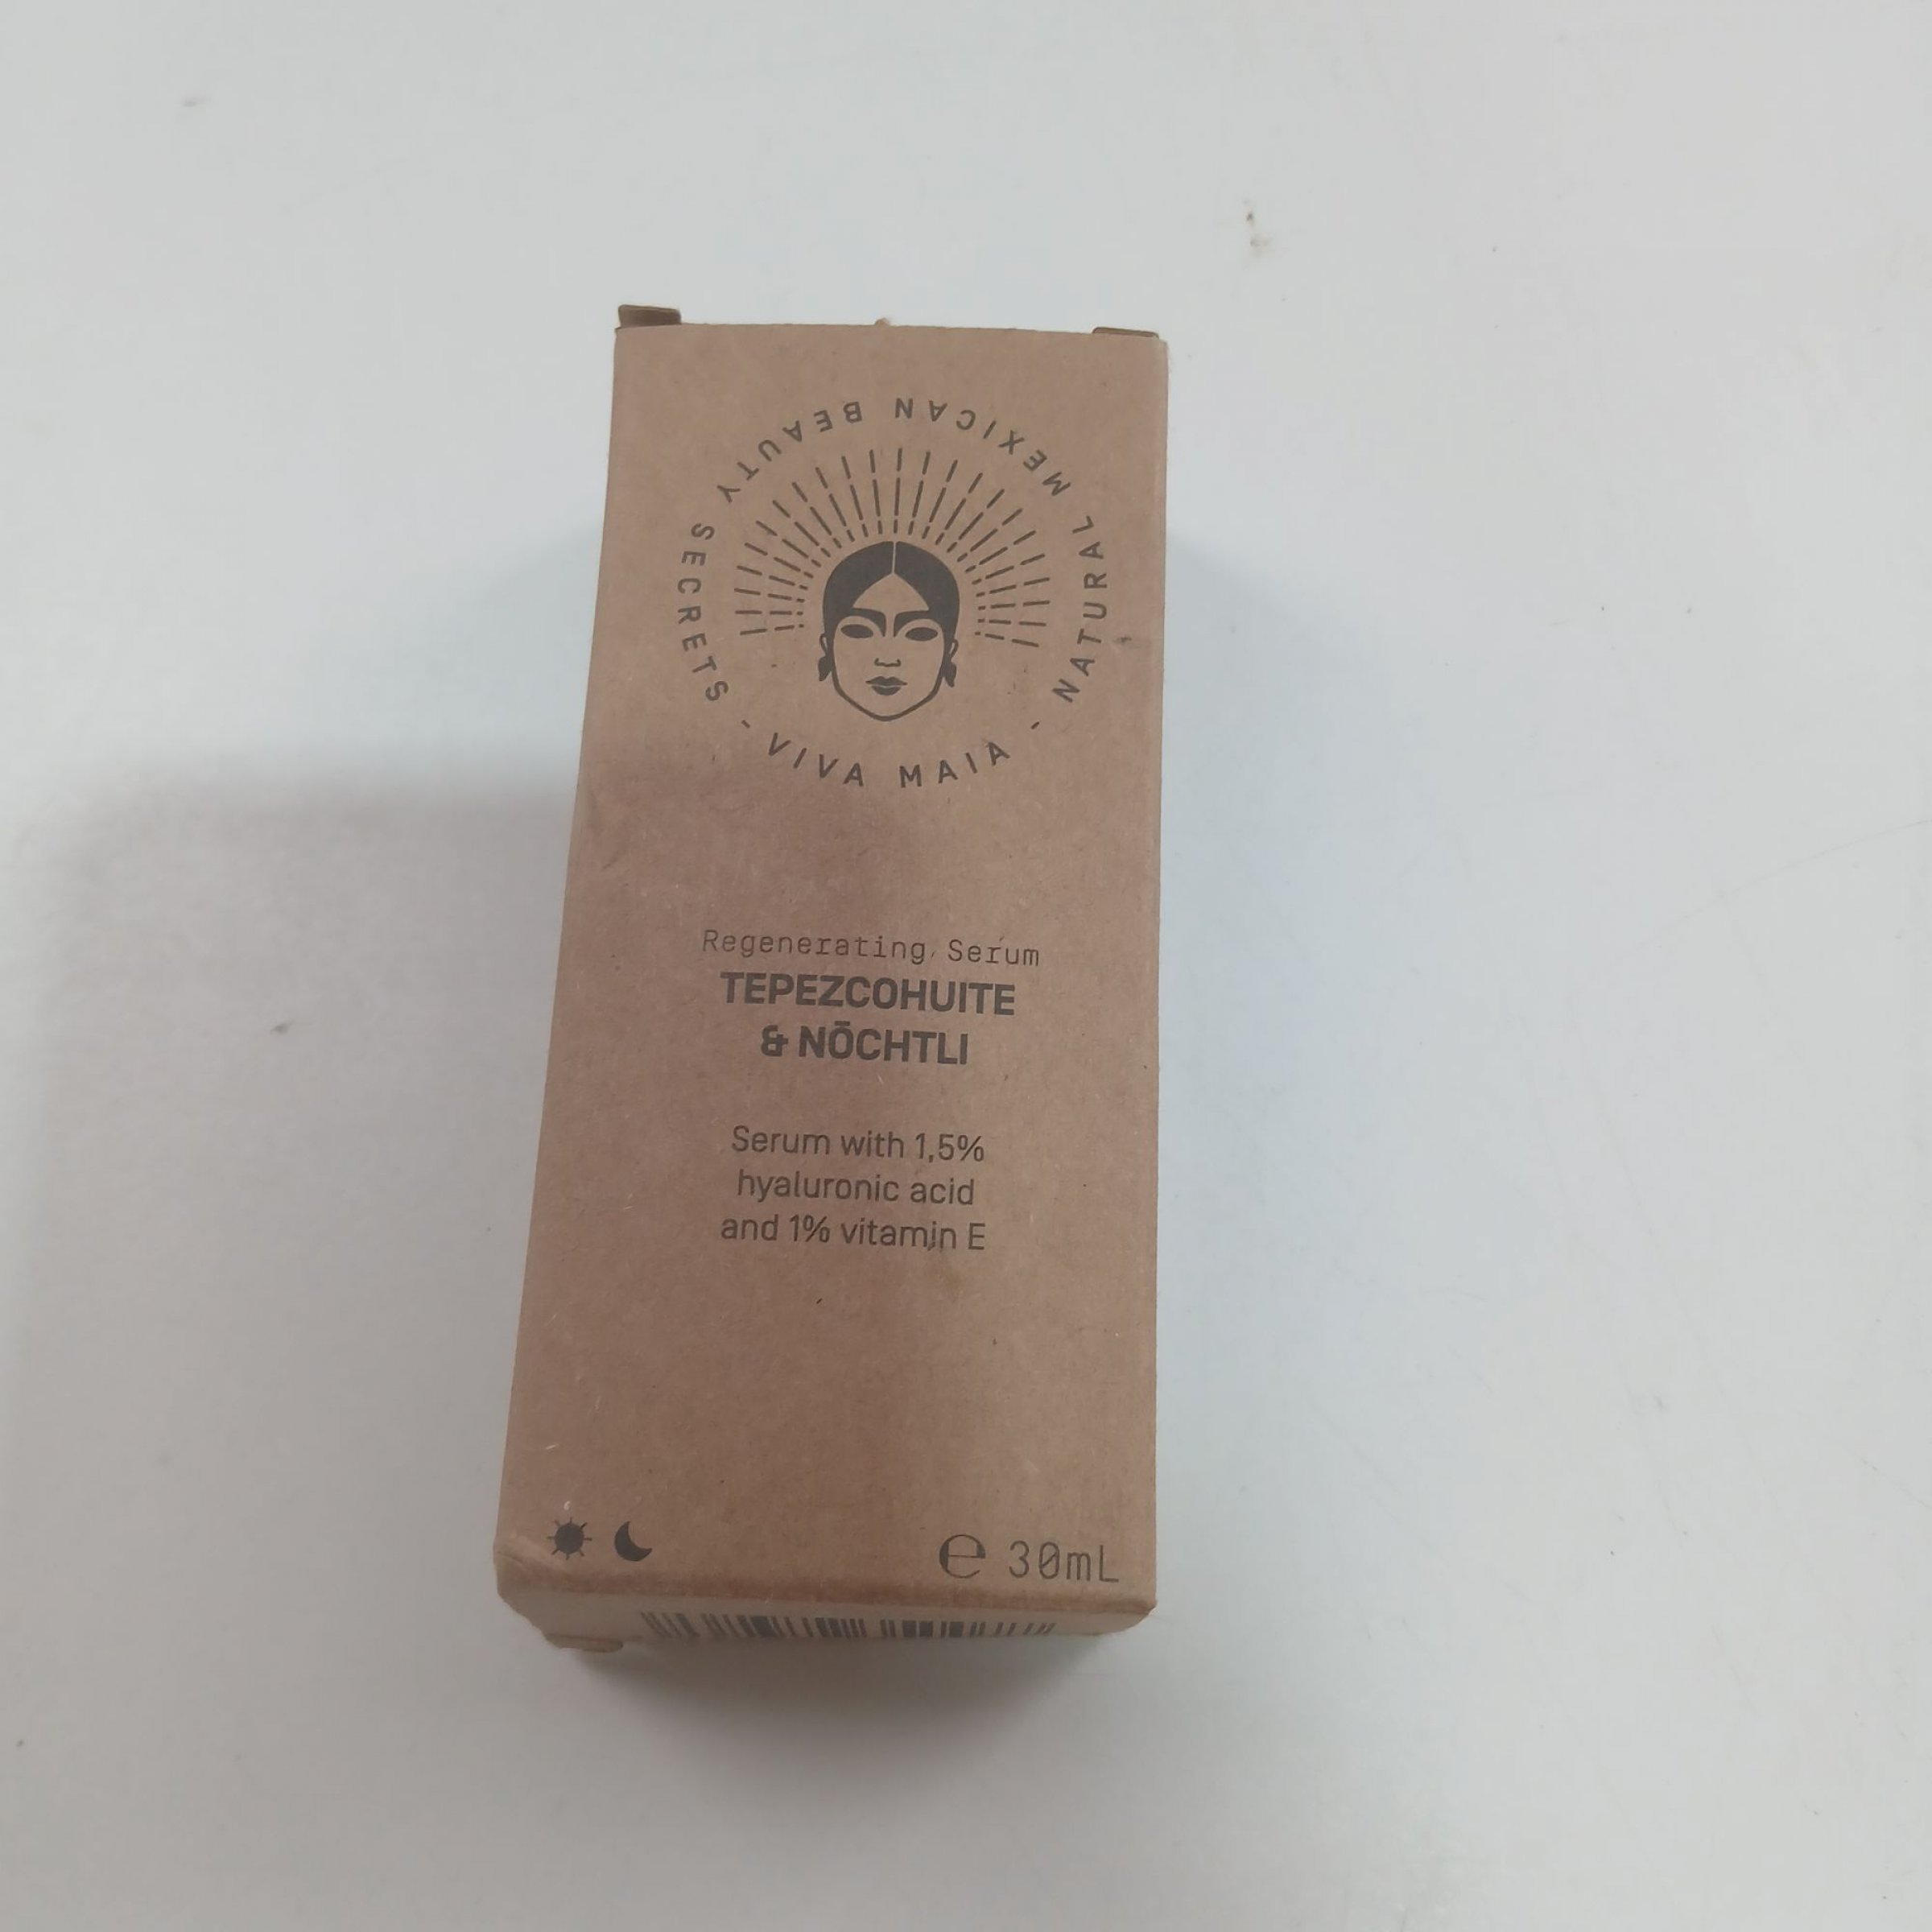 NATURAL MEXICAN BEAUTY SECRETS
- VIVA MAIA -
Regenerating Serum
TEPEZCOHUITE
& NŌCHTLI
Serum with 1,5%
hyaluronic acid
and 1% vitamin E
℮ 30mL